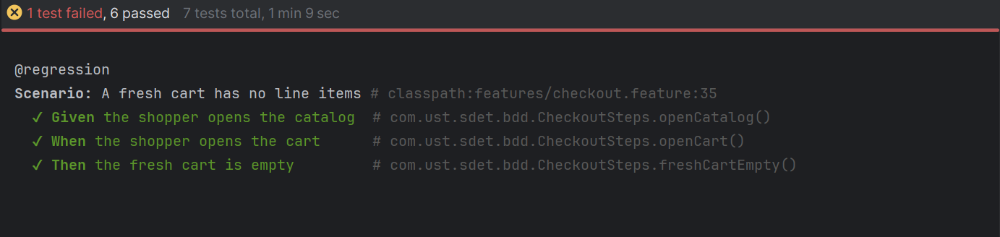 1 test failed, 6 passed 7 tests total, 1 min 9 sec
@regression
Scenario: A fresh cart has no line items # classpath:features/checkout.feature:35
✓ Given the shopper opens the catalog # com.ust.sdet.bdd.CheckoutSteps.openCatalog()
✓ When the shopper opens the cart # com.ust.sdet.bdd.CheckoutSteps.openCart()
✓ Then the fresh cart is empty # com.ust.sdet.bdd.CheckoutSteps.freshCartEmpty()